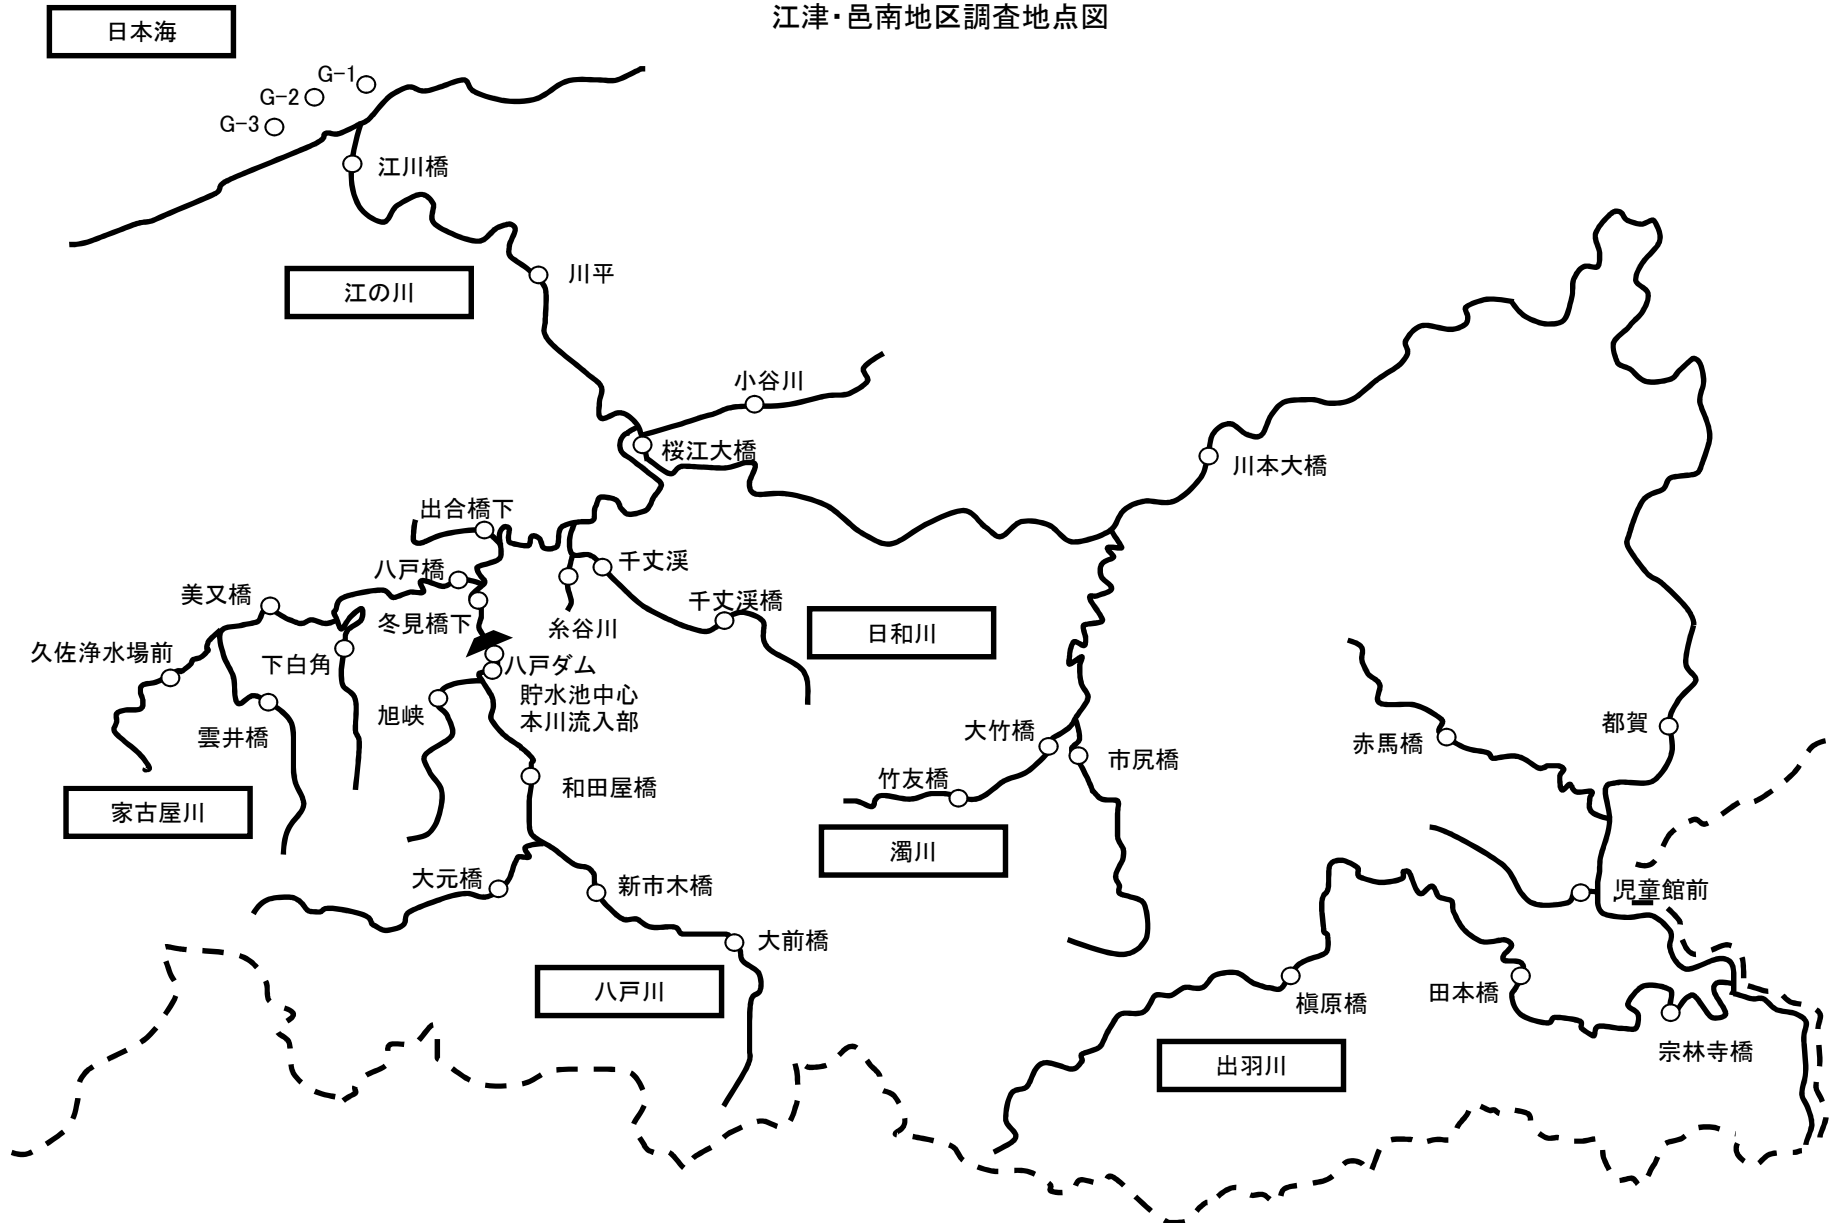 江津・邑南地区調査地点図
日本海
G-1
G-2
G-3
江川橋
川平
江の川
小谷川
桜江大橋
川本大橋
出合橋下
千丈渓
八戸橋
美又橋
千丈渓橋
冬見橋下
糸谷川
日和川
久佐浄水場前
下白角
八戸ダム
貯水池中心
本川流入部
旭峡
雲井橋
大竹橋
市尻橋
赤馬橋
都賀
竹友橋
和田屋橋
家古屋川
濁川
大元橋
新市木橋
児童館前
大前橋
八戸川
槇原橋
田本橋
宗林寺橋
出羽川